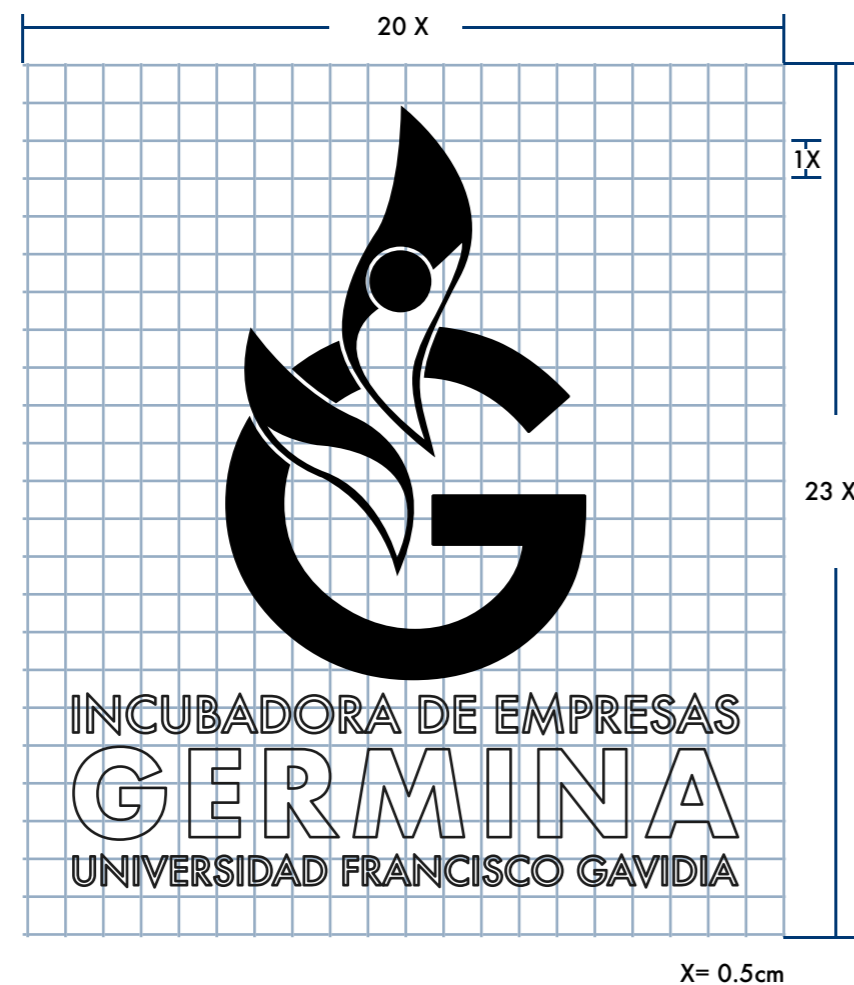 20 X
1X
23 X
INCUBADORA DE EMPRESAS
GERMINA
UNIVERSIDAD FRANCISCO GAVIDIA
X= 0.5cm